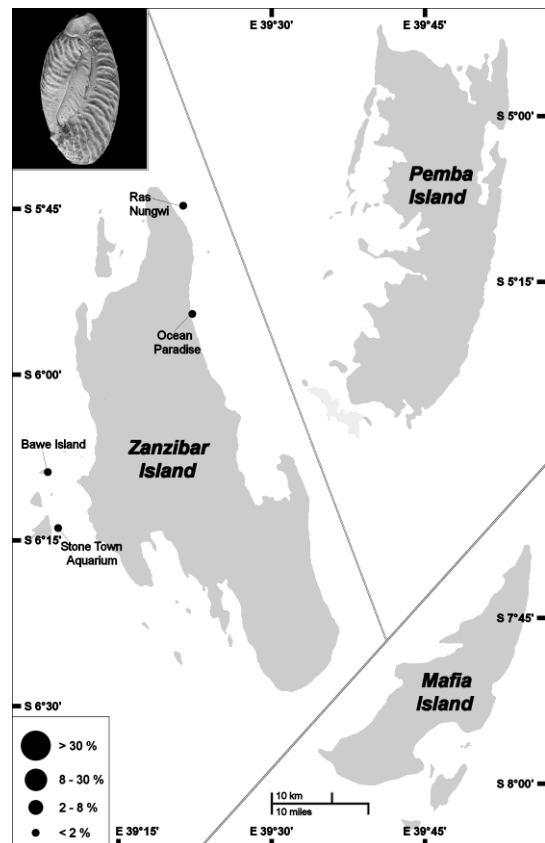 E 39°30'
E 39°45'
S 5°00'
Pemba
Island
Ras
Nungwi
S 5°45'
S 5°15'
Ocean
Paradise
S 6°00'
Bawe Island
Zanzibar
Island
S 6°15'
Stone Town
Aquarium
S 7°45'
Mafia
Island
S 6°30'
> 30 %
8 - 30 %
2 - 8 %
< 2 %
10 km
10 miles
S 8°00'
E 39°15'
E 39°30'
E 39°45'